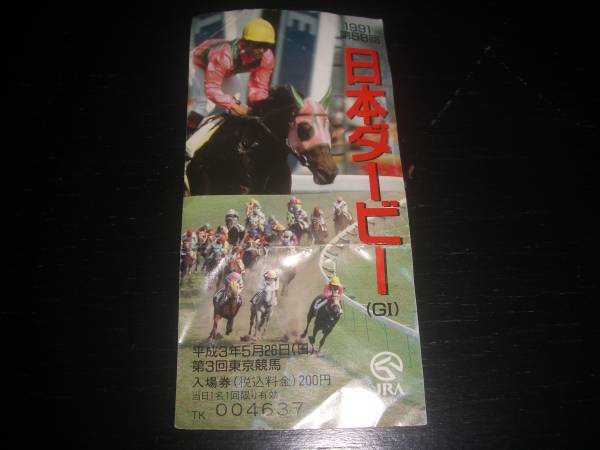 1991
第58回
日本ダービー
(GI)
平成3年5月26日(日)
第3回東京競馬
入場券(税込料金)200円
当日1名1回限り有効
TK 004637
JRA